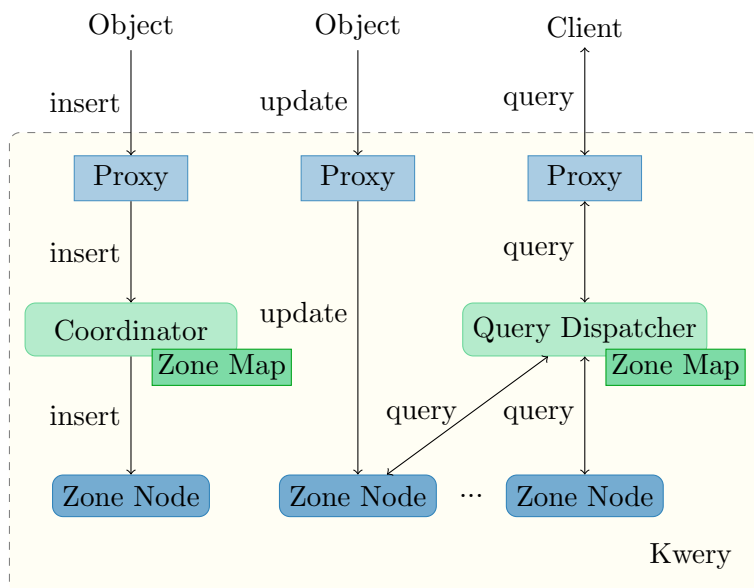 Object
Object
Client
insert
update
query
Proxy
Proxy
Proxy
insert
query
update
Coordinator
Query Dispatcher
Zone Map
Zone Map
insert
query
query
Zone Node
Zone Node
...
Zone Node
Kwery